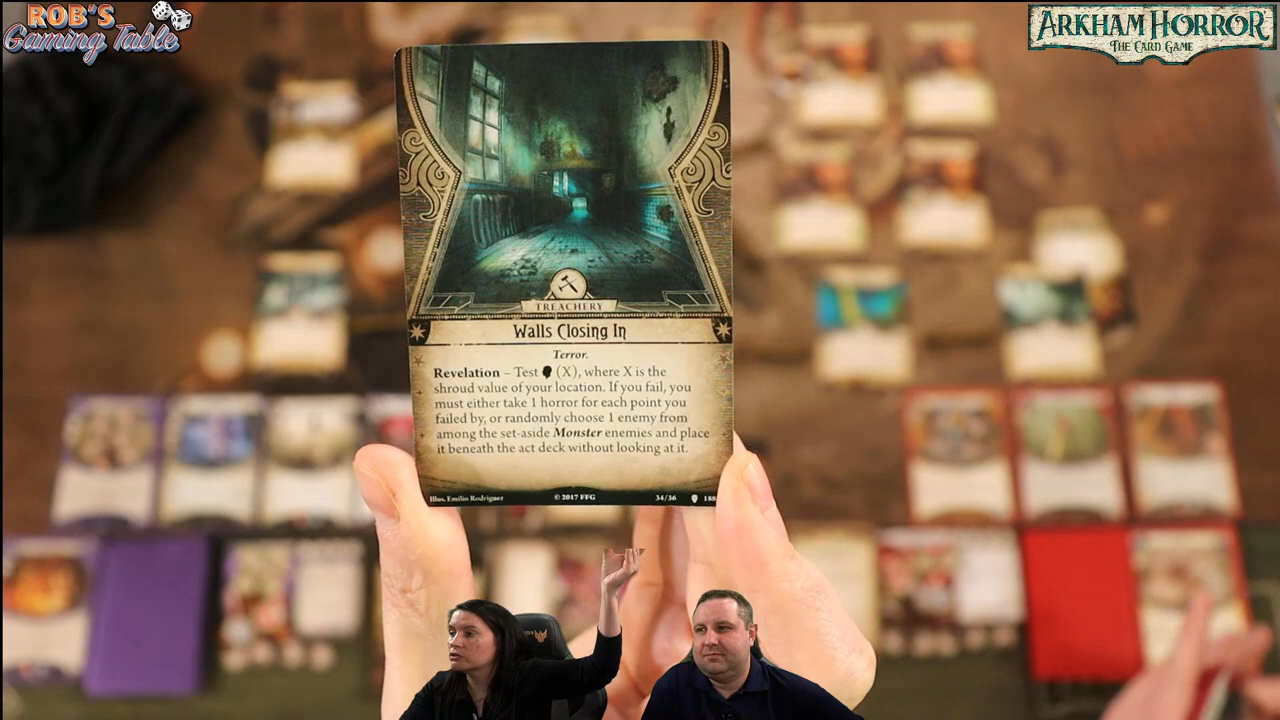 ROB'S
Gaming Table
ARKHAM HORROR
THE CARD GAME
TREACHERY
Walls Closing In
Terror.
Revelation – Test (X), where X is the
shroud value of your location. If you fail, you
must either take 1 horror for each point you
failed by, or randomly choose 1 enemy from
among the set-aside Monster enemies and place
it beneath the act deck without looking at it.
Illus. Emilio Rodriguez
© 2017 FFG
34/36
188